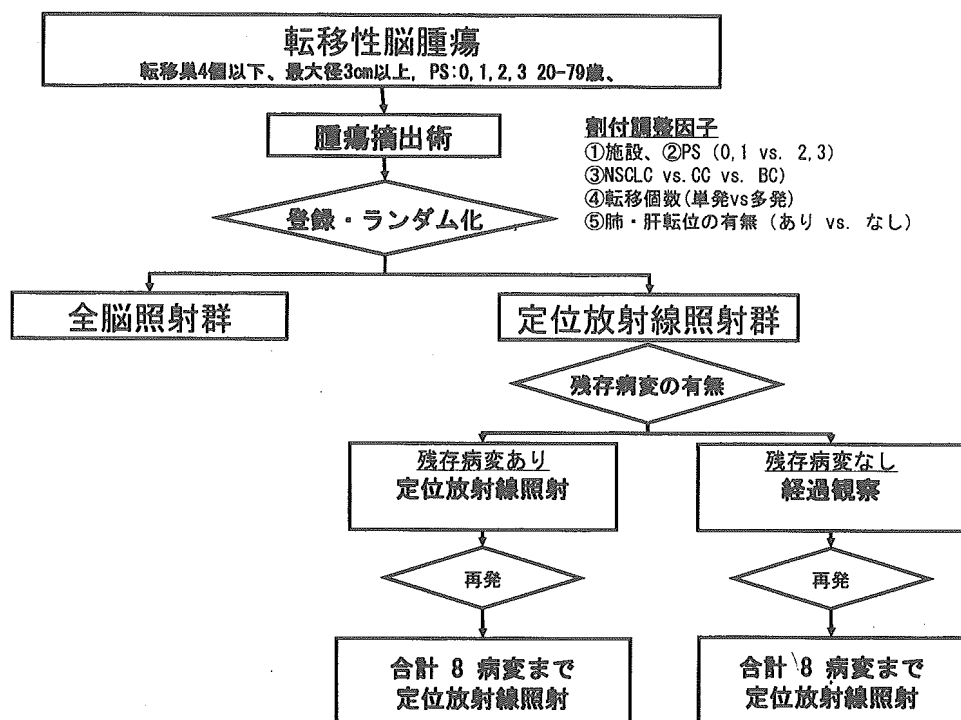 転移性脳腫瘍
転移巣4個以下、最大径3cm以上, PS:0,1,2,3 20-79歳、
腫瘍摘出術
割付調整因子
①施設、②PS (0,1 vs. 2,3)
③NSCLC vs. CC vs. BC)
④転移個数(単発vs多発)
⑤肺・肝転位の有無 (あり vs. なし)
登録・ランダム化
全脳照射群
定位放射線照射群
残存病変の有無
残存病変あり
定位放射線照射
残存病変なし
経過観察
再発
再発
合計 8 病変まで
定位放射線照射
合計 8 病変まで
定位放射線照射